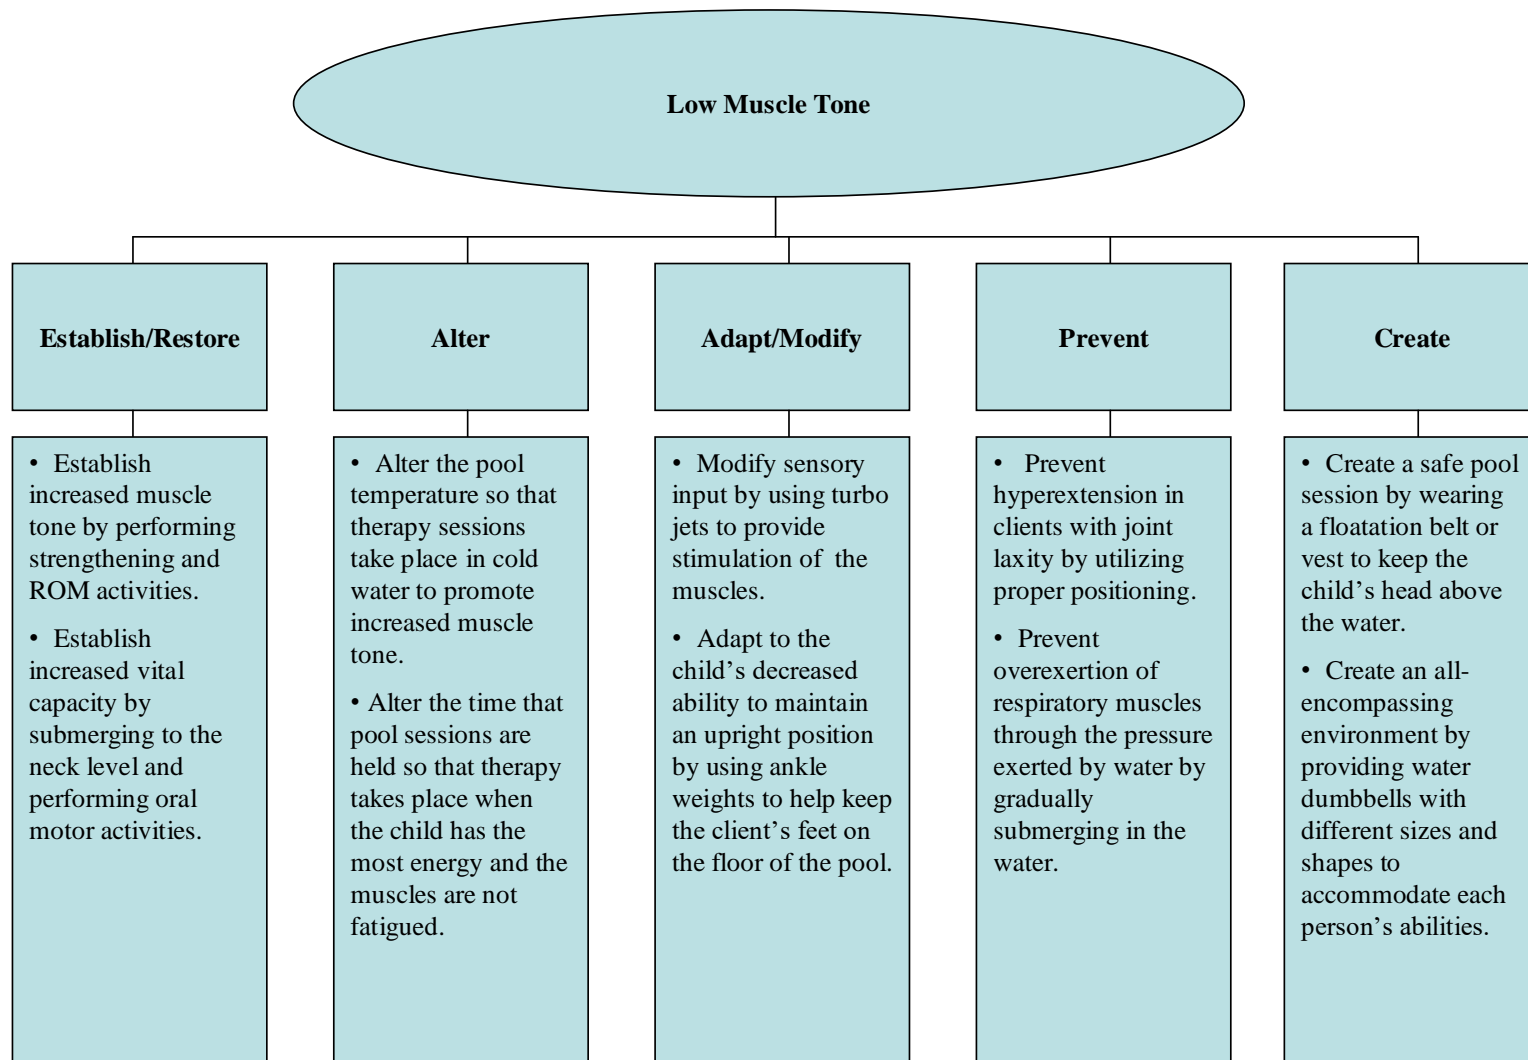 Low Muscle Tone
Establish/Restore
Alter
Adapt/Modify
Prevent
Create
• Establish
increased muscle
tone by performing
strengthening and
ROM activities.
• Establish
increased vital
capacity by
submerging to the
neck level and
performing oral
motor activities.
• Alter the pool
temperature so that
therapy sessions
take place in cold
water to promote
increased muscle
tone.
• Alter the time that
pool sessions are
held so that therapy
takes place when
the child has the
most energy and the
muscles are not
fatigued.
• Modify sensory
input by using turbo
jets to provide
stimulation of the
muscles.
• Adapt to the
child’s decreased
ability to maintain
an upright position
by using ankle
weights to help keep
the client’s feet on
the floor of the pool.
• Prevent
hyperextension in
clients with joint
laxity by utilizing
proper positioning.
• Prevent
overexertion of
respiratory muscles
through the pressure
exerted by water by
gradually
submerging in the
water.
• Create a safe pool
session by wearing
a floatation belt or
vest to keep the
child’s head above
the water.
• Create an all-
encompassing
environment by
providing water
dumbbells with
different sizes and
shapes to
accommodate each
person’s abilities.